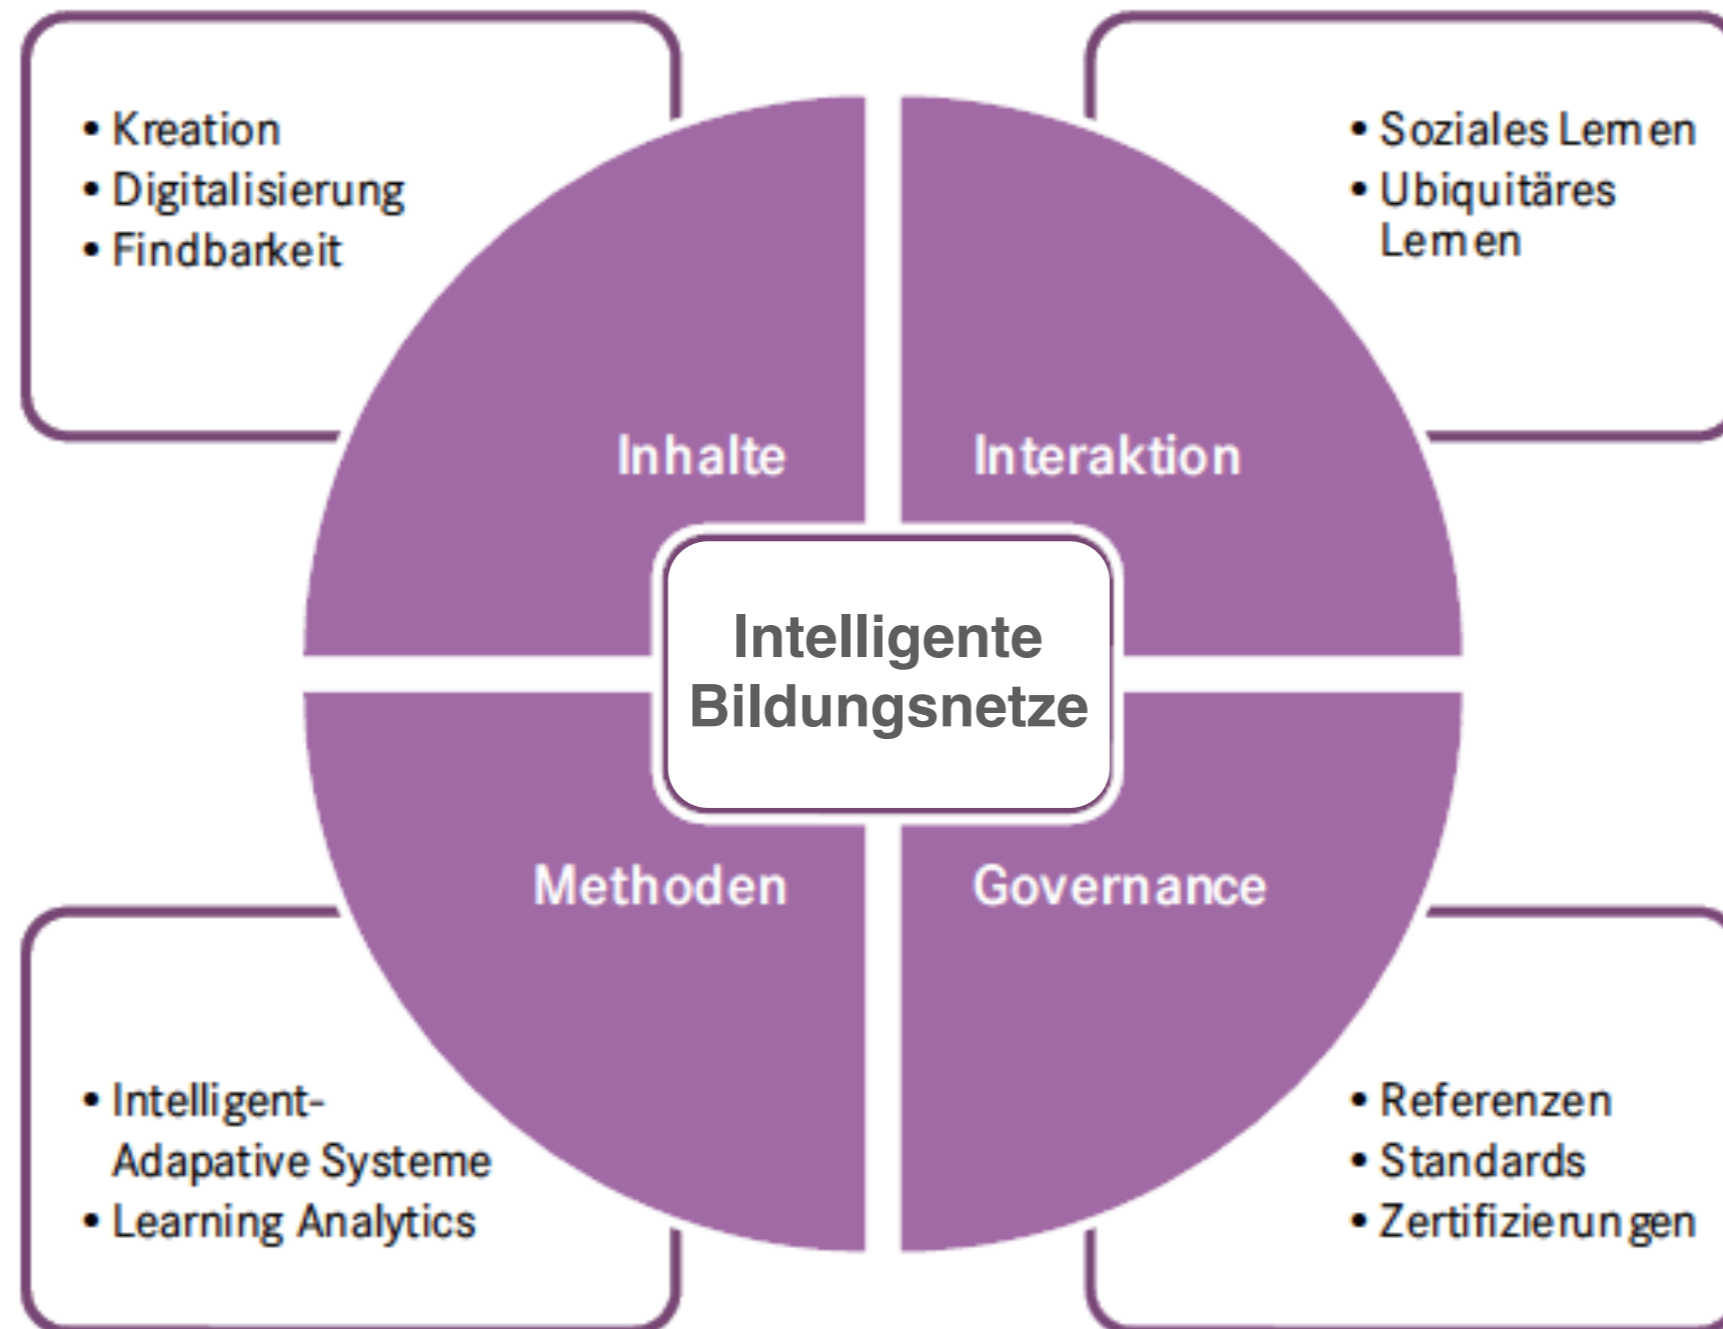 • Kreation
• Digitalisierung
• Findbarkeit
• Soziales Lernen
• Ubiquitäres
Lernen
Inhalte
Interaktion
Intelligente
Bildungsnetze
Methoden
Governance
• Intelligent-
Adapative Systeme
• Learning Analytics
• Referenzen
• Standards
• Zertifizierungen